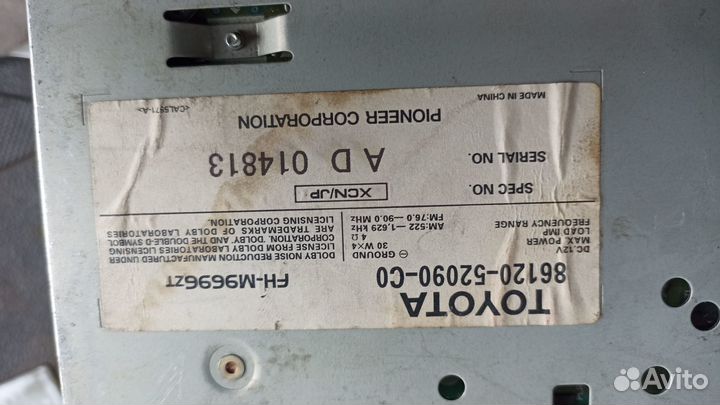 TOYOTA
86120-52090-C0
FH-M9696ZT
DC.12V
⊖ GROUND
MAX. POWER
30 W×4
LOAD IMP
4 Ω
FREQUENCY RANGE
AM:522—1,629 kHz
FM:76.0—90.0 MHz
DOLBY NOISE REDUCTION MANUFACTURED UNDER
LICENSE FROM DOLBY LABORATORIES LICENSING
CORPORATION. "DOLBY" AND THE DOUBLE-D SYMBOL
ARE TRADEMARKS OF DOLBY LABORATORIES
LICENSING CORPORATION.
SPEC NO.
XCN/JP
SERIAL NO.
AD 014813
PIONEER CORPORATION
MADE IN CHINA
<CAL5971-A>
Avito